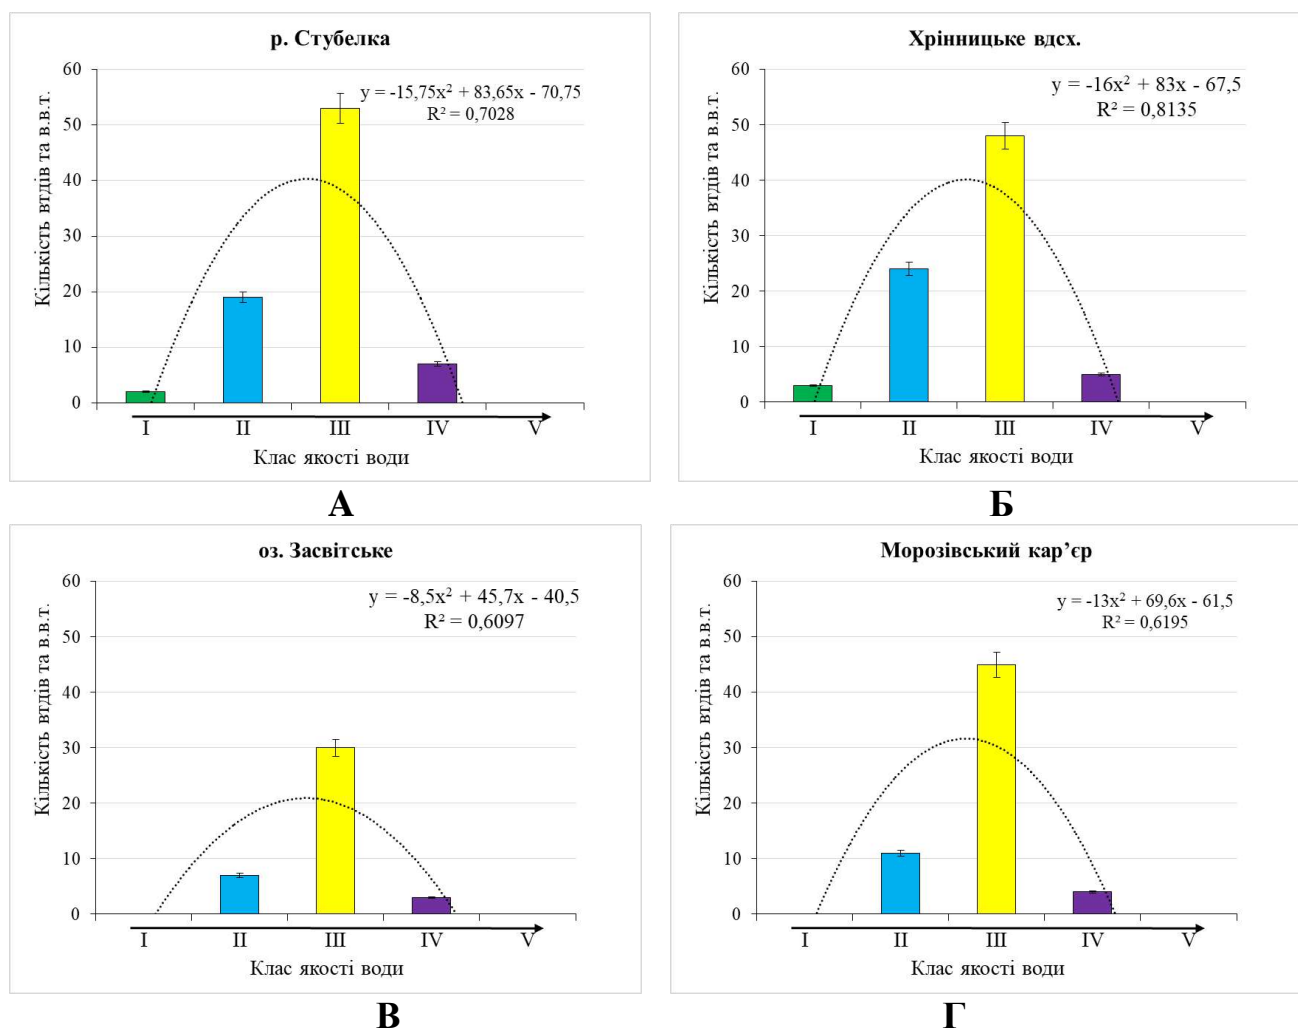 р. Стубелка
y = -15,75x² + 83,65x - 70,75
R² = 0,7028
Кількість втдів та в.в.т.
60
50
40
30
20
10
0
I II III IV V
Клас якості води
А
Хрінницьке вдсх.
y = -16x² + 83x - 67,5
R² = 0,8135
Кількість втдів та в.в.т.
60
50
40
30
20
10
0
I II III IV V
Клас якості води
Б
оз. Засвітське
y = -8,5x² + 45,7x - 40,5
R² = 0,6097
Кількість втдів та в.в.т.
60
50
40
30
20
10
0
I II III IV V
Клас якості води
В
Морозівський кар’єр
y = -13x² + 69,6x - 61,5
R² = 0,6195
Кількість втдів та в.в.т.
60
50
40
30
20
10
0
I II III IV V
Клас якості води
Г